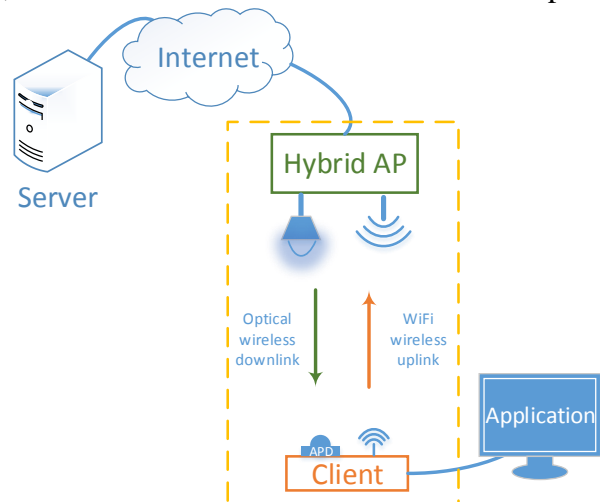 Internet
Server
Hybrid AP
Optical
wireless
downlink
WiFi
wireless
uplink
Application
APD
Client